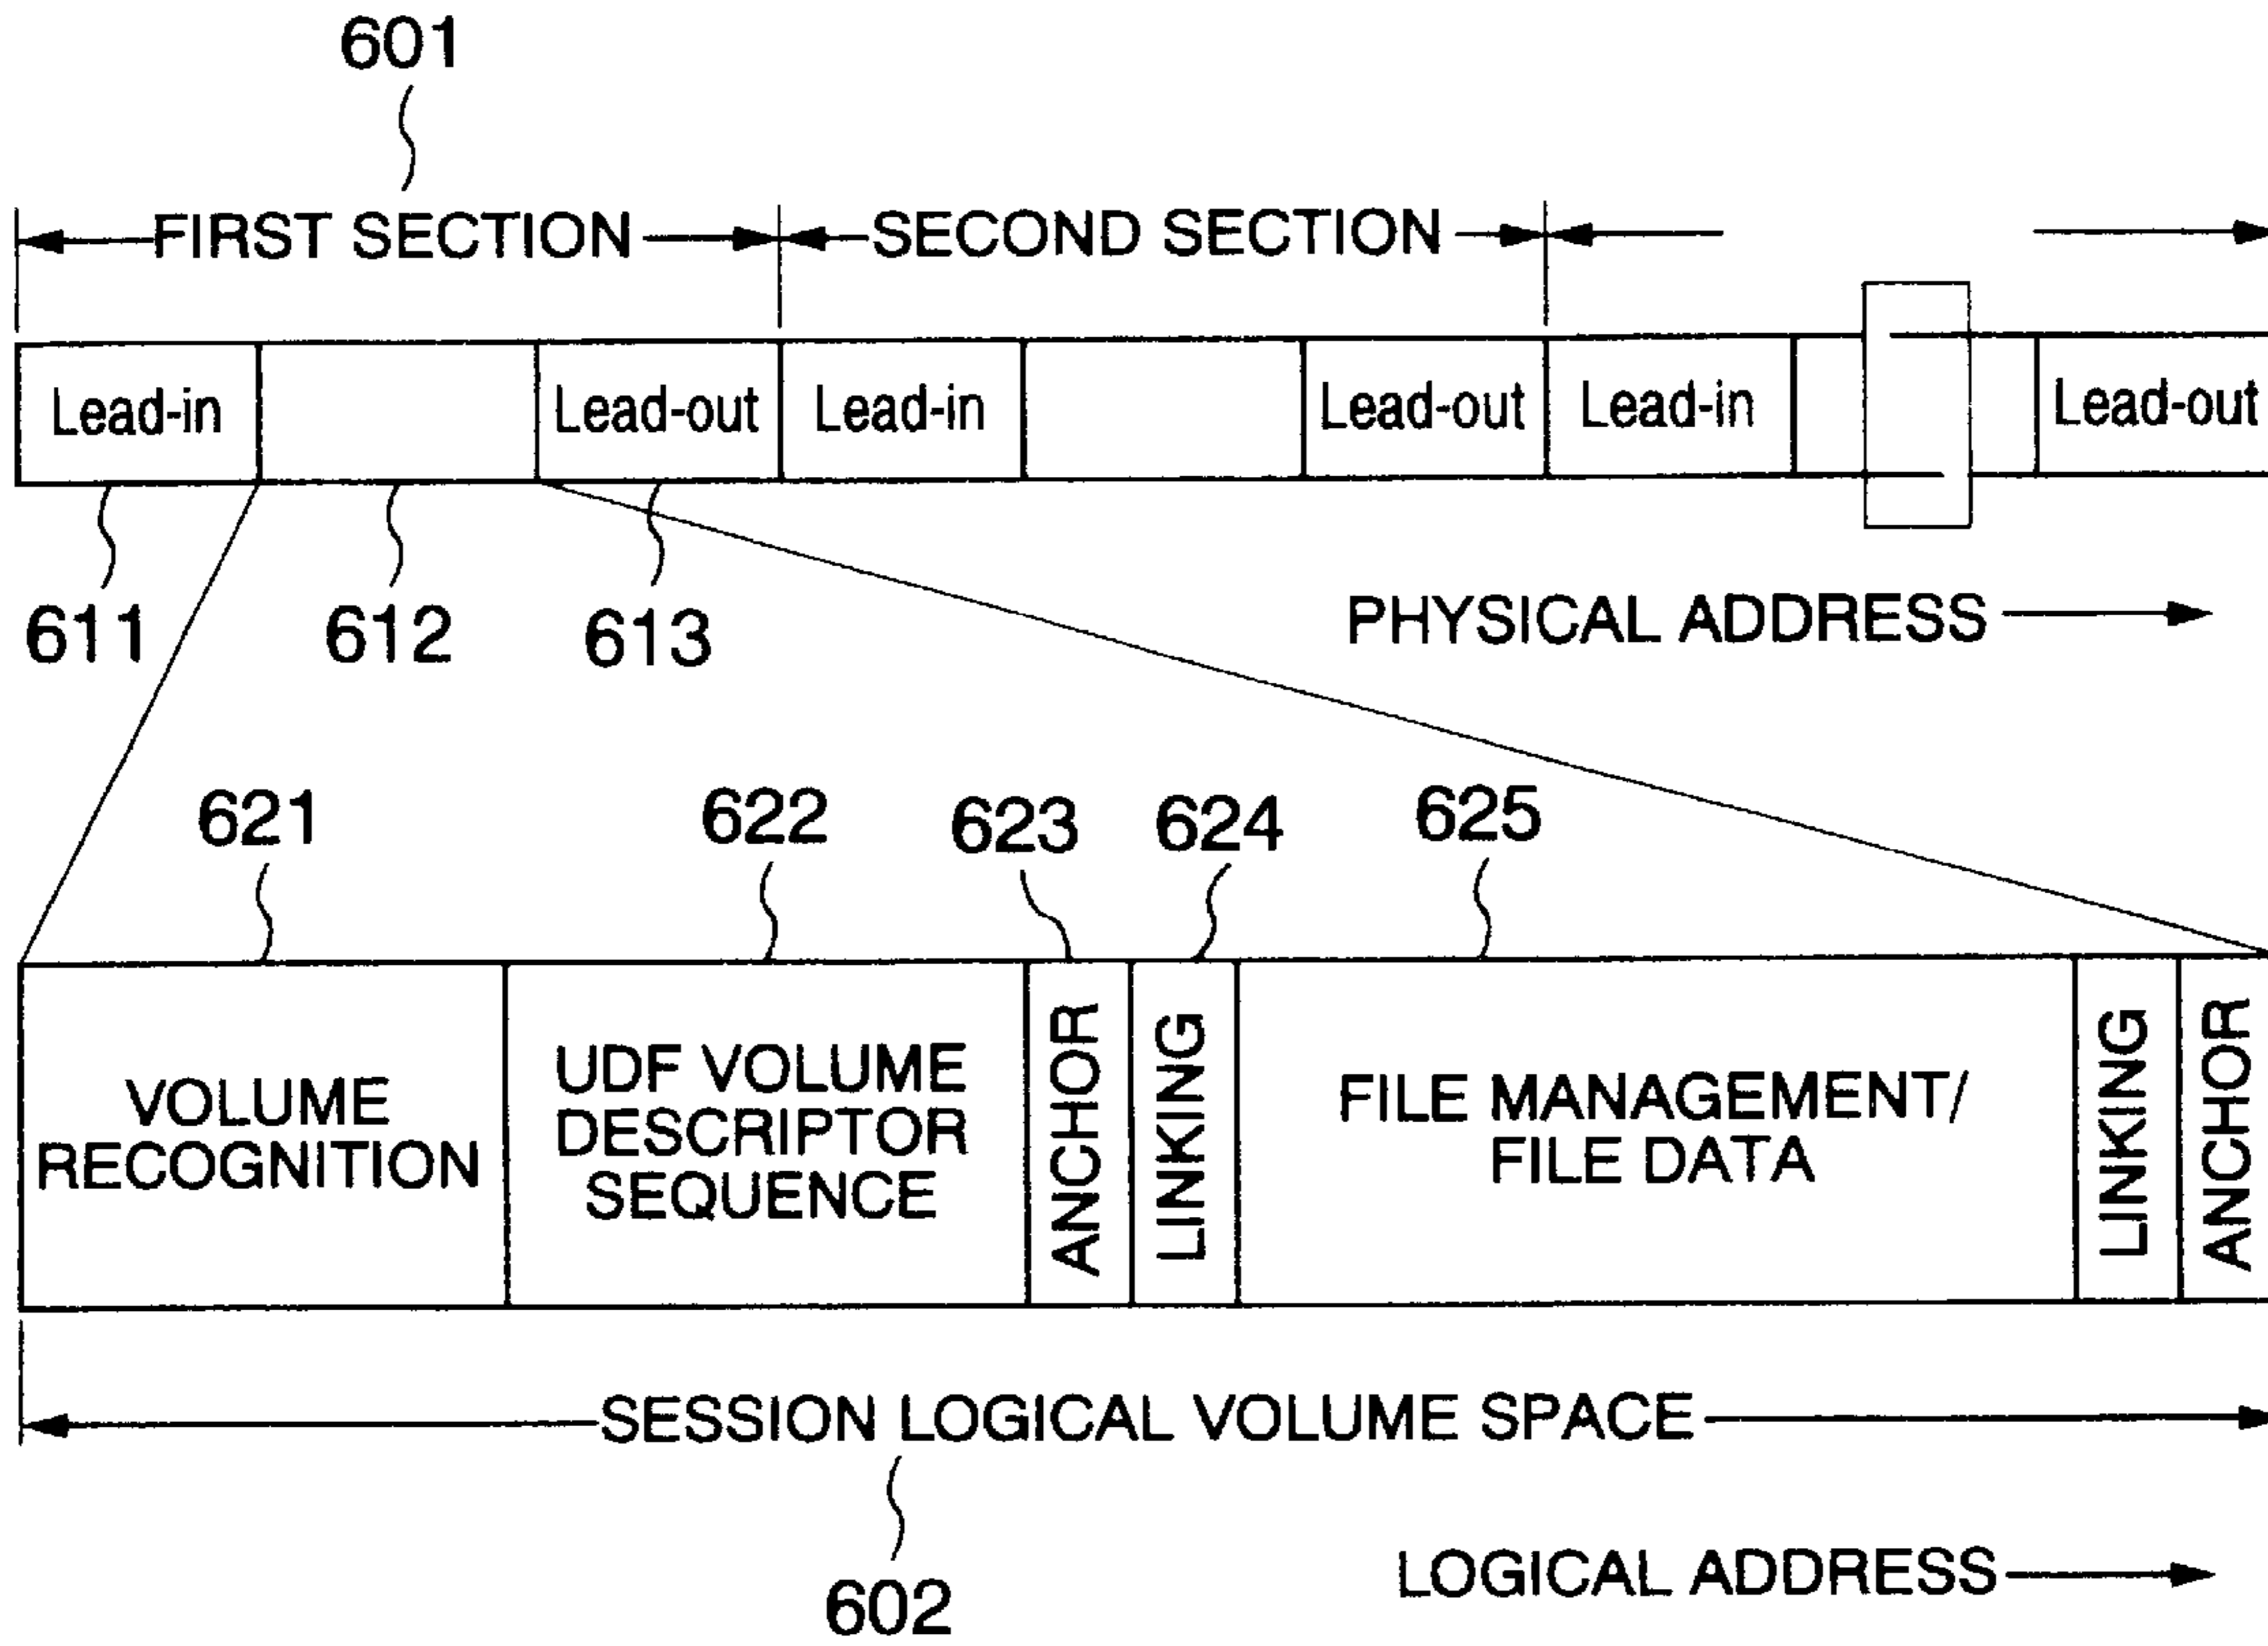 601
FIRST SECTION
SECOND SECTION
Lead-in
Lead-out
Lead-in
Lead-out
Lead-in
Lead-out
611
612
613
PHYSICAL ADDRESS
621
622
623
624
625
VOLUME
RECOGNITION
UDF VOLUME
DESCRIPTOR
SEQUENCE
ANCHOR
LINKING
FILE MANAGEMENT/
FILE DATA
LINKING
ANCHOR
SESSION LOGICAL VOLUME SPACE
602
LOGICAL ADDRESS